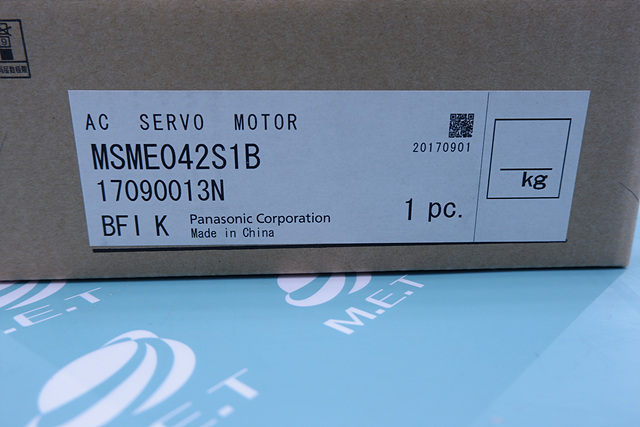 AC SERVO MOTOR
20170901
MSME042S1B
17090013N
kg
BFI K Panasonic Corporation 1 pc.
Made in China
M.E.T
M.E.T
M.E.T